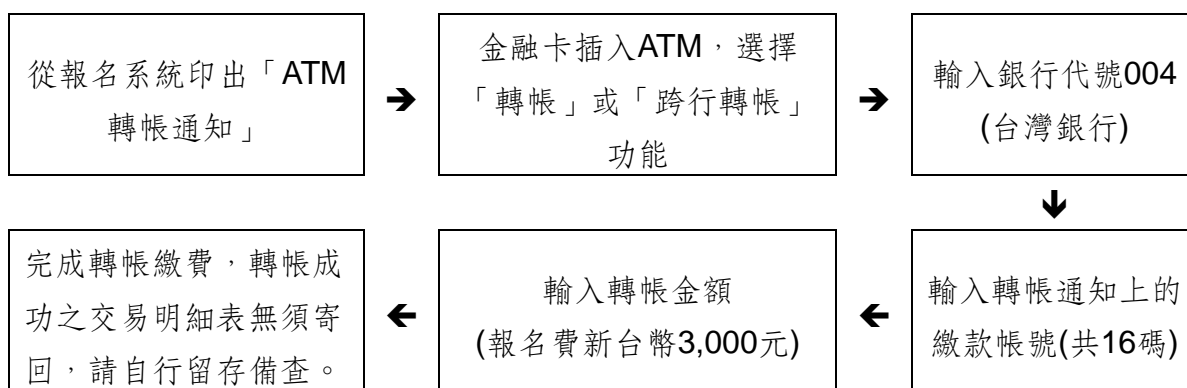 從報名系統印出「ATM
轉帳通知」
金融卡插入ATM，選擇
「轉帳」或「跨行轉帳」
功能
輸入銀行代號004
(台灣銀行)
輸入轉帳通知上的
繳款帳號(共16碼)
輸入轉帳金額
(報名費新台幣3,000元)
完成轉帳繳費，轉帳成
功之交易明細表無須寄
回，請自行留存備查。